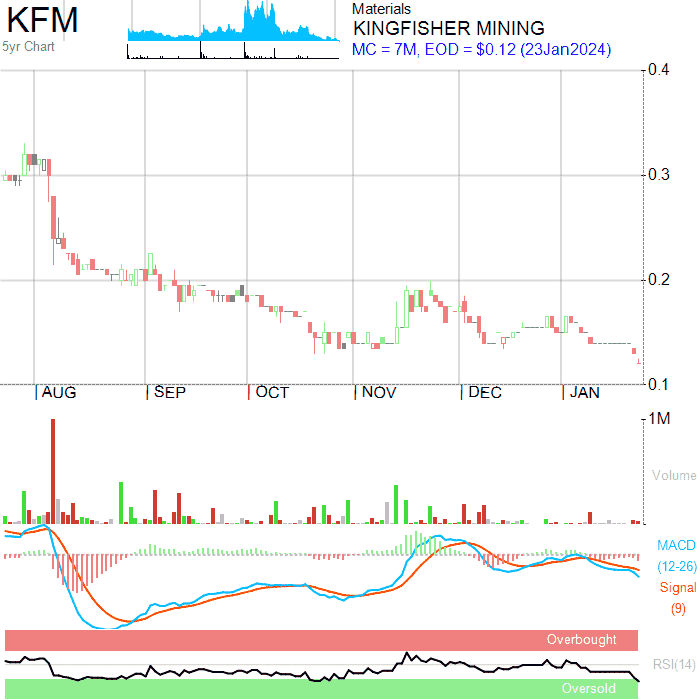 KFM
5yr Chart
Materials
KINGFISHER MINING
MC = 7M, EOD = $0.12 (23Jan2024)
0.4
0.3
0.2
0.1
AUG SEP OCT NOV DEC JAN
1M
Volume
MACD
(12-26)
Signal
(9)
Overbought
RSI(14)
Oversold